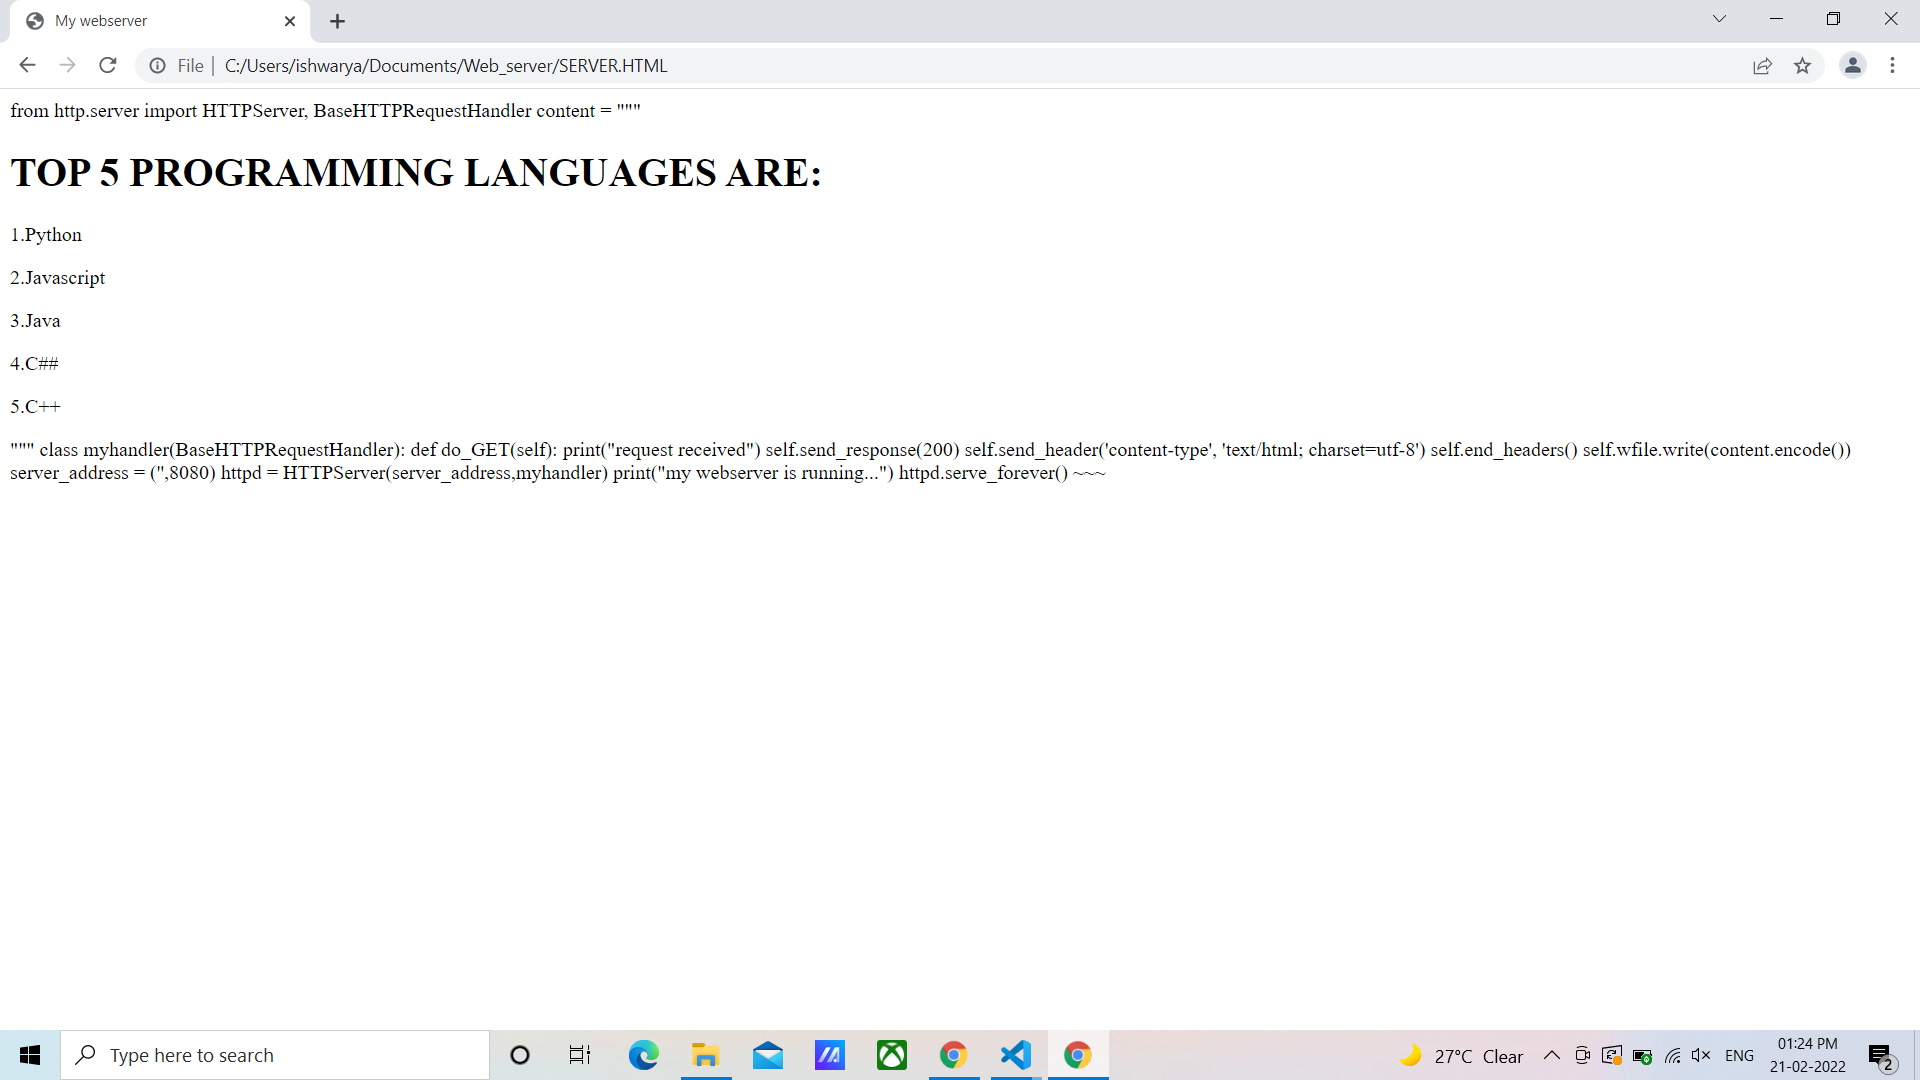 My webserver
File | C:/Users/ishwarya/Documents/Web_server/SERVER.HTML
from http.server import HTTPServer, BaseHTTPRequestHandler content = """
TOP 5 PROGRAMMING LANGUAGES ARE:
1.Python
2.Javascript
3.Java
4.C##
5.C++
""" class myhandler(BaseHTTPRequestHandler): def do_GET(self): print("request received") self.send_response(200) self.send_header('content-type', 'text/html; charset=utf-8') self.end_headers() self.wfile.write(content.encode())
server_address = ('',8080) httpd = HTTPServer(server_address,myhandler) print("my webserver is running...") httpd.serve_forever() ~~~
Type here to search
27°C Clear
ENG
01:24 PM
21-02-2022
2